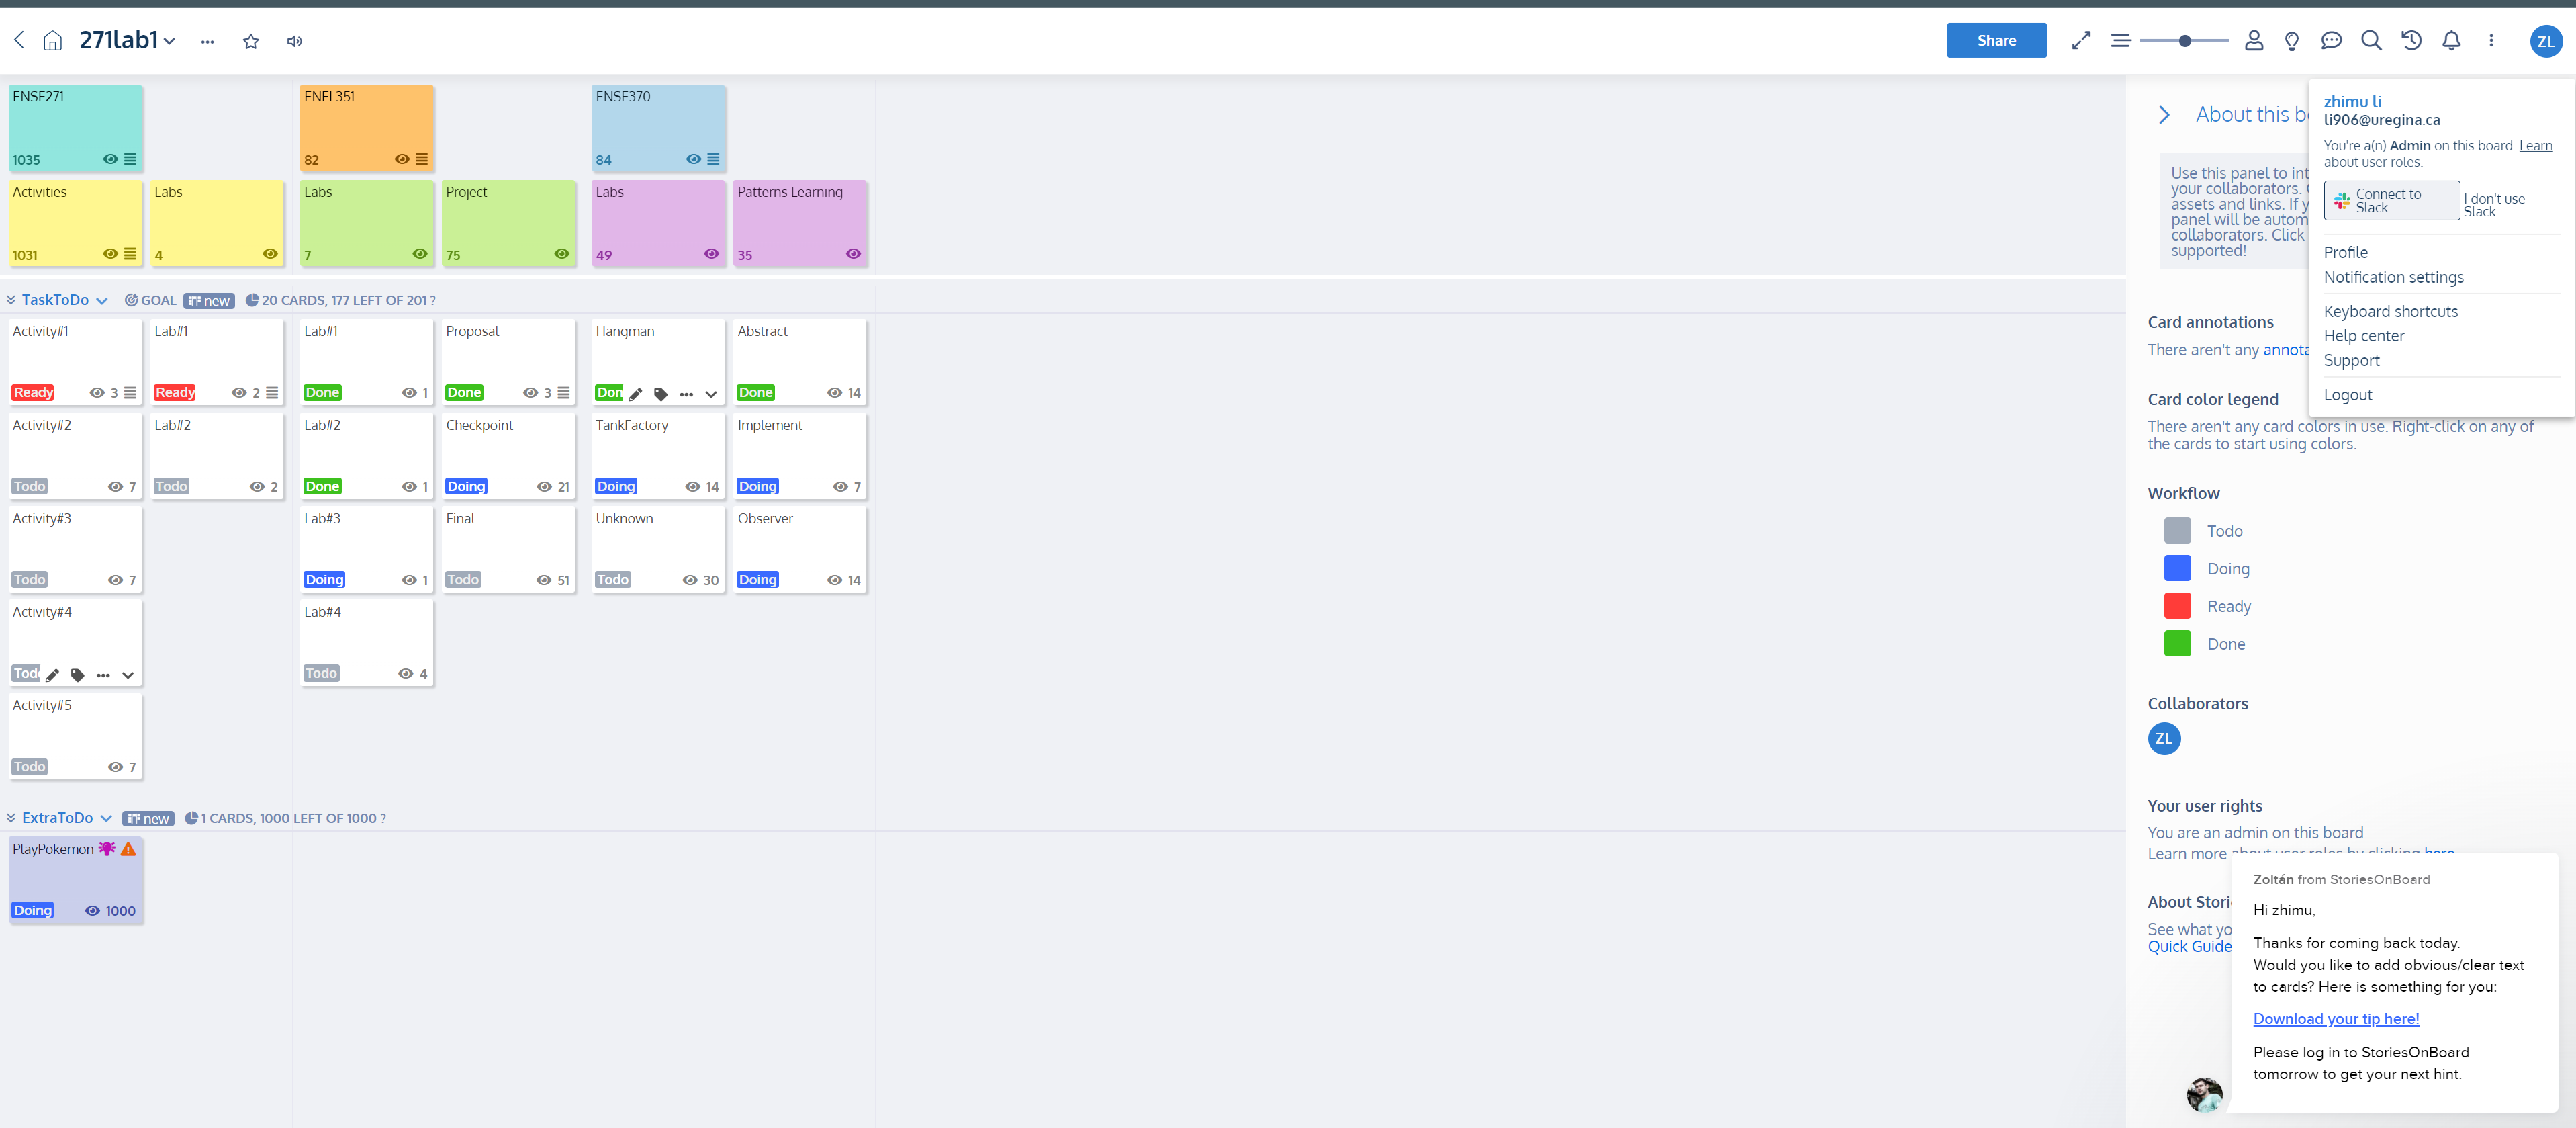 271lab1
Share
ZL
ENSE271
1035
ENEL351
82
ENSE370
84
Activities
1031
Labs
4
Labs
7
Project
75
Labs
49
Patterns Learning
35
TaskToDo GOAL new 20 CARDS, 177 LEFT OF 201 ?
Activity#1
Ready 3
Lab#1
Ready 2
Lab#1
Done 1
Proposal
Done 3
Hangman
Don
Abstract
Done 14
Activity#2
Todo 7
Lab#2
Todo 2
Lab#2
Done 1
Checkpoint
Doing 21
TankFactory
Doing 14
Implement
Doing 7
Activity#3
Todo 7
Lab#3
Doing 1
Final
Todo 51
Unknown
Todo 30
Observer
Doing 14
Activity#4
Tod
Lab#4
Todo 4
Activity#5
Todo 7
ExtraToDo new 1 CARDS, 1000 LEFT OF 1000 ?
PlayPokemon
Doing 1000
About this b
Use this panel to int
your collaborators.
assets and links. If y
panel will be autom
collaborators. Click
supported!
Card annotations
There aren't any annota
Card color legend
There aren't any card colors in use. Right-click on any of
the cards to start using colors.
Workflow
Todo
Doing
Ready
Done
Collaborators
ZL
Your user rights
You are an admin on this board
Learn more about user roles by clicking here
About Stori
See what yo
Quick Guide
zhimu li
li906@uregina.ca
You're a(n) Admin on this board. Learn
about user roles.
Connect to
Slack
I don't use
Slack.
Profile
Notification settings
Keyboard shortcuts
Help center
Support
Logout
Zoltán from StoriesOnBoard
Hi zhimu,
Thanks for coming back today.
Would you like to add obvious/clear text
to cards? Here is something for you:
Download your tip here!
Please log in to StoriesOnBoard
tomorrow to get your next hint.